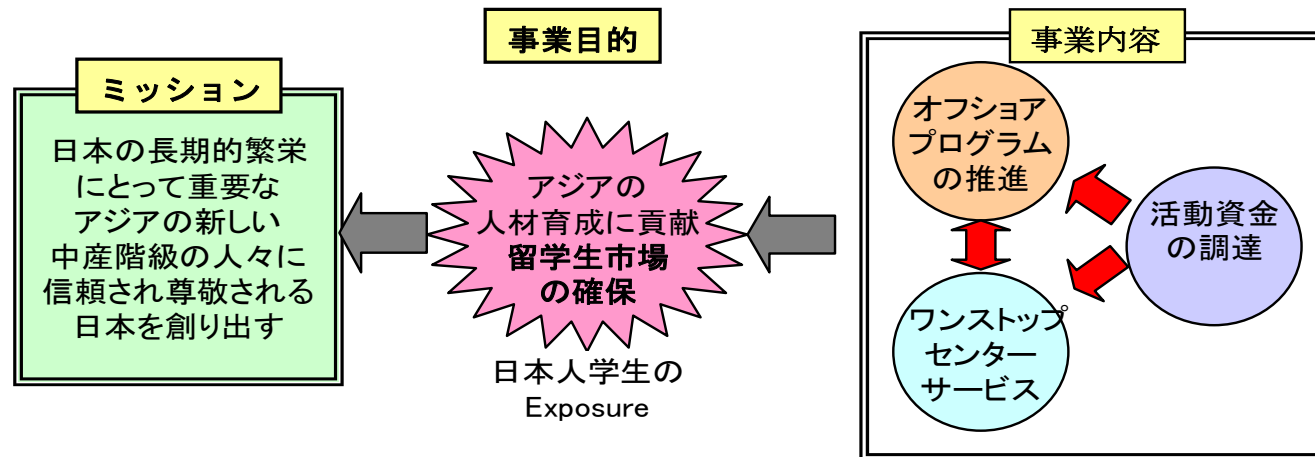 ミッション
日本の長期的繁栄
にとって重要な
アジアの新しい
中産階級の人々に
信頼され尊敬される
日本を創り出す
事業目的
アジアの
人材育成に貢献
留学生市場
の確保
日本人学生の
Exposure
事業内容
オフショア
プログラム
の推進
活動資金
の調達
ワンストップ
センター
サービス